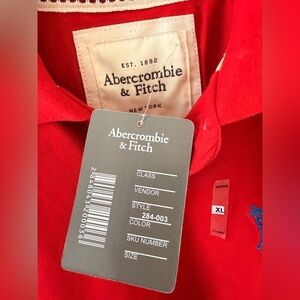 EST. 1892
Abercrombie
& Fitch
NEW YORK
Abercrombie
& Fitch
CLASS
VENDOR
STYLE
284-003
COLOR
SKU NUMBER
SIZE
XL